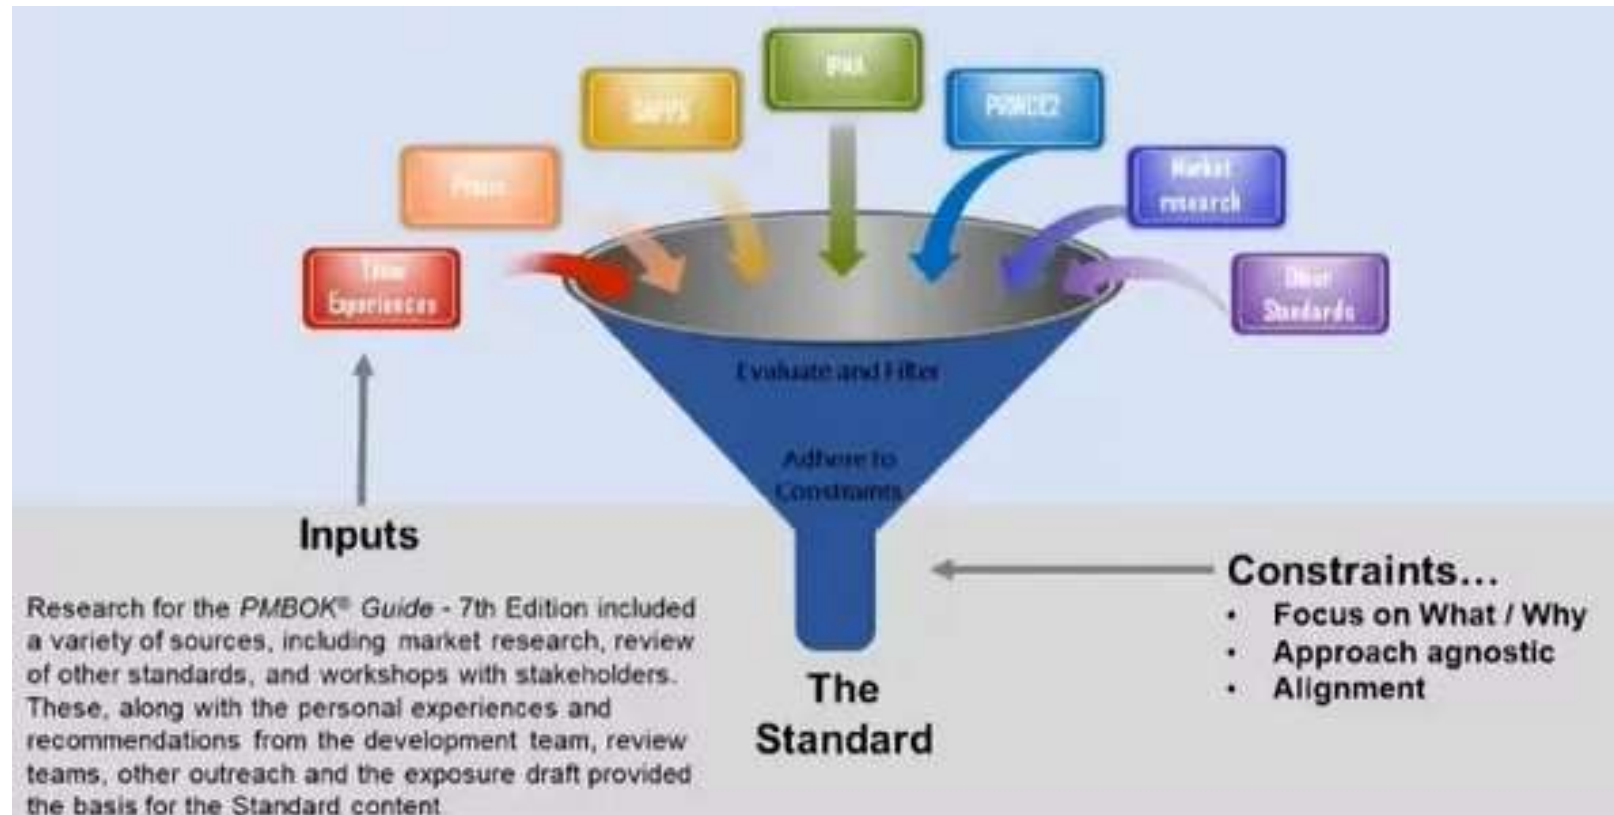 IPMA
GAPPS
PRINCE2
Market
research
Team
Experiences
Other
Standards
Evaluate and Filter
Adhere to
Constraints
Inputs
Research for the PMBOK® Guide - 7th Edition included
a variety of sources, including market research, review
of other standards, and workshops with stakeholders.
These, along with the personal experiences and
recommendations from the development team, review
teams, other outreach and the exposure draft provided
the basis for the Standard content
The
Standard
Constraints...
• Focus on What / Why
• Approach agnostic
• Alignment